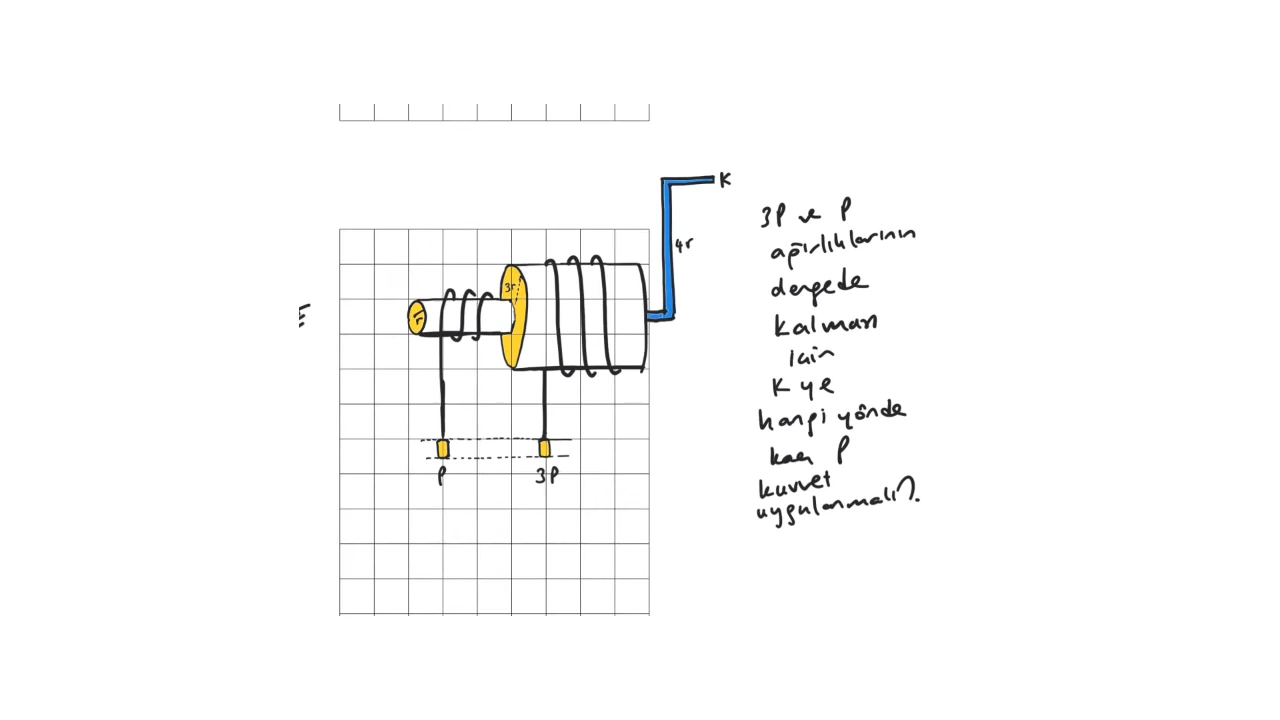 K
4r
3r
r
P
3P
3P ve P
ağırlıklarının
dengede
kalması
için
K ye
hangi yönde
kaç P
kuvvet
uygulanmalı?